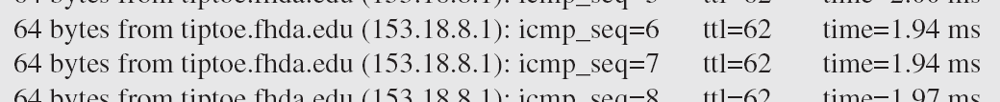 64 bytes from tiptoe.fhda.edu (153.18.8.1): icmp_seq=5 ttl=62 time=2.00 ms
64 bytes from tiptoe.fhda.edu (153.18.8.1): icmp_seq=6 ttl=62 time=1.94 ms
64 bytes from tiptoe.fhda.edu (153.18.8.1): icmp_seq=7 ttl=62 time=1.94 ms
64 bytes from tiptoe.fhda.edu (153.18.8.1): icmp_seq=8 ttl=62 time=1.97 ms